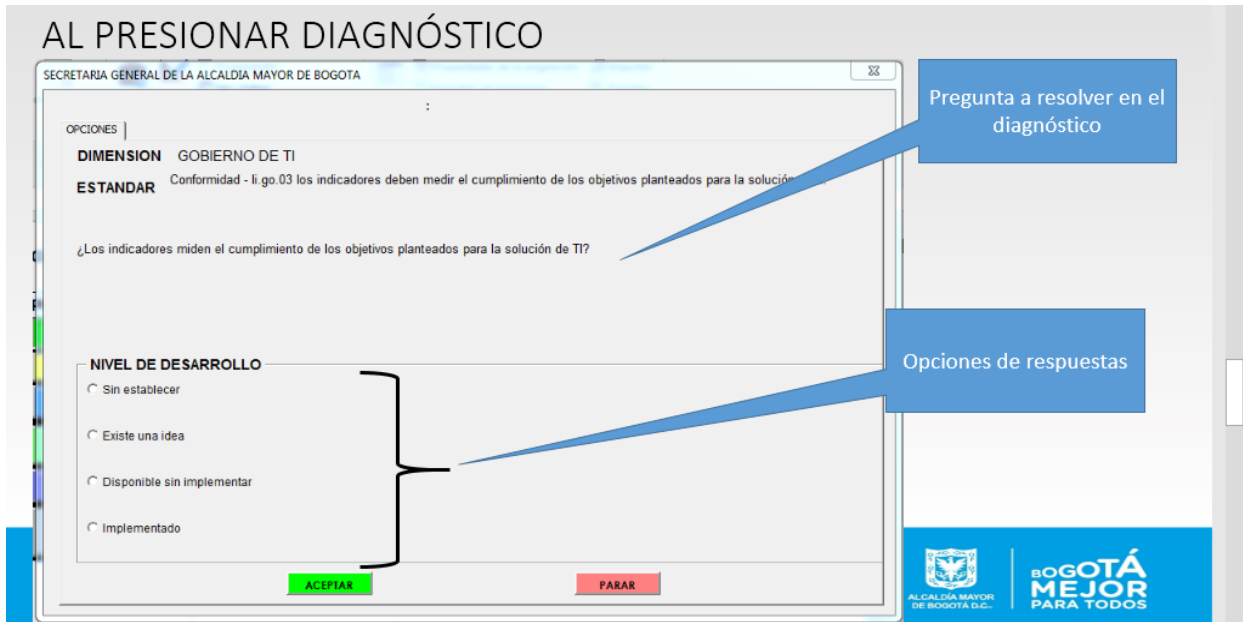 AL PRESIONAR DIAGNÓSTICO
SECRETARIA GENERAL DE LA ALCALDIA MAYOR DE BOGOTA
:
OPCIONES
DIMENSION GOBIERNO DE TI
ESTANDAR Conformidad - li.go.03 los indicadores deben medir el cumplimiento de los objetivos planteados para la solución
¿Los indicadores miden el cumplimiento de los objetivos planteados para la solución de TI?
Pregunta a resolver en el
diagnóstico
NIVEL DE DESARROLLO
Sin establecer
Existe una idea
Disponible sin implementar
Implementado
Opciones de respuestas
ACEPTAR
PARAR
ALCALDÍA MAYOR
DE BOGOTÁ D.C.
BOGOTÁ
MEJOR
PARA TODOS